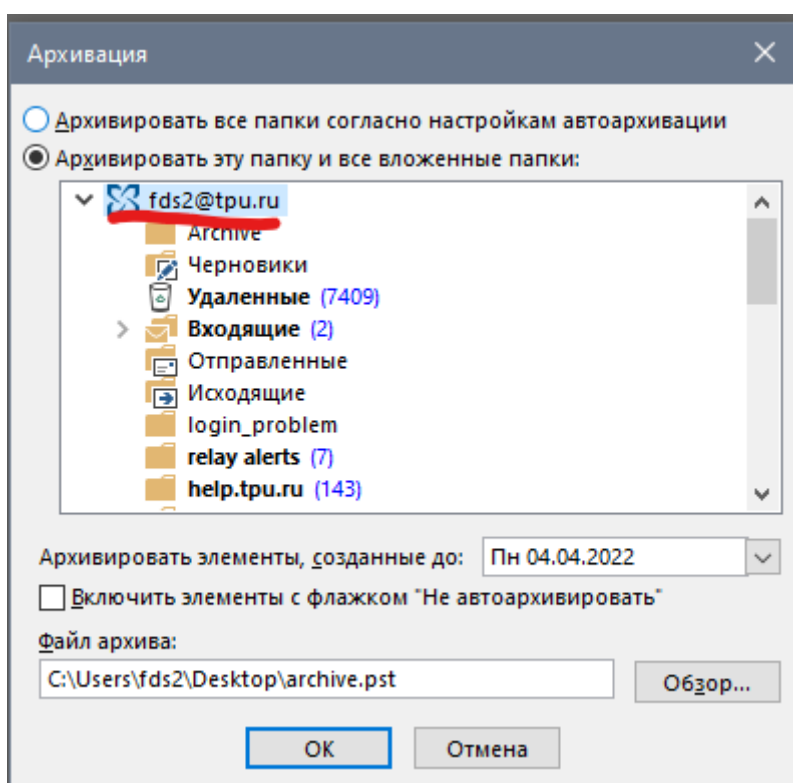 Архивация
Архивировать все папки согласно настройкам автоархивации
Архивировать эту папку и все вложенные папки:
fds2@tpu.ru
Archive
Черновики
Удаленные (7409)
Входящие (2)
Отправленные
Исходящие
login_problem
relay alerts (7)
help.tpu.ru (143)
Архивировать элементы, созданные до: Пн 04.04.2022
Включить элементы с флажком "Не автоархивировать"
Файл архива:
C:\Users\fds2\Desktop\archive.pst Обзор...
ОК Отмена